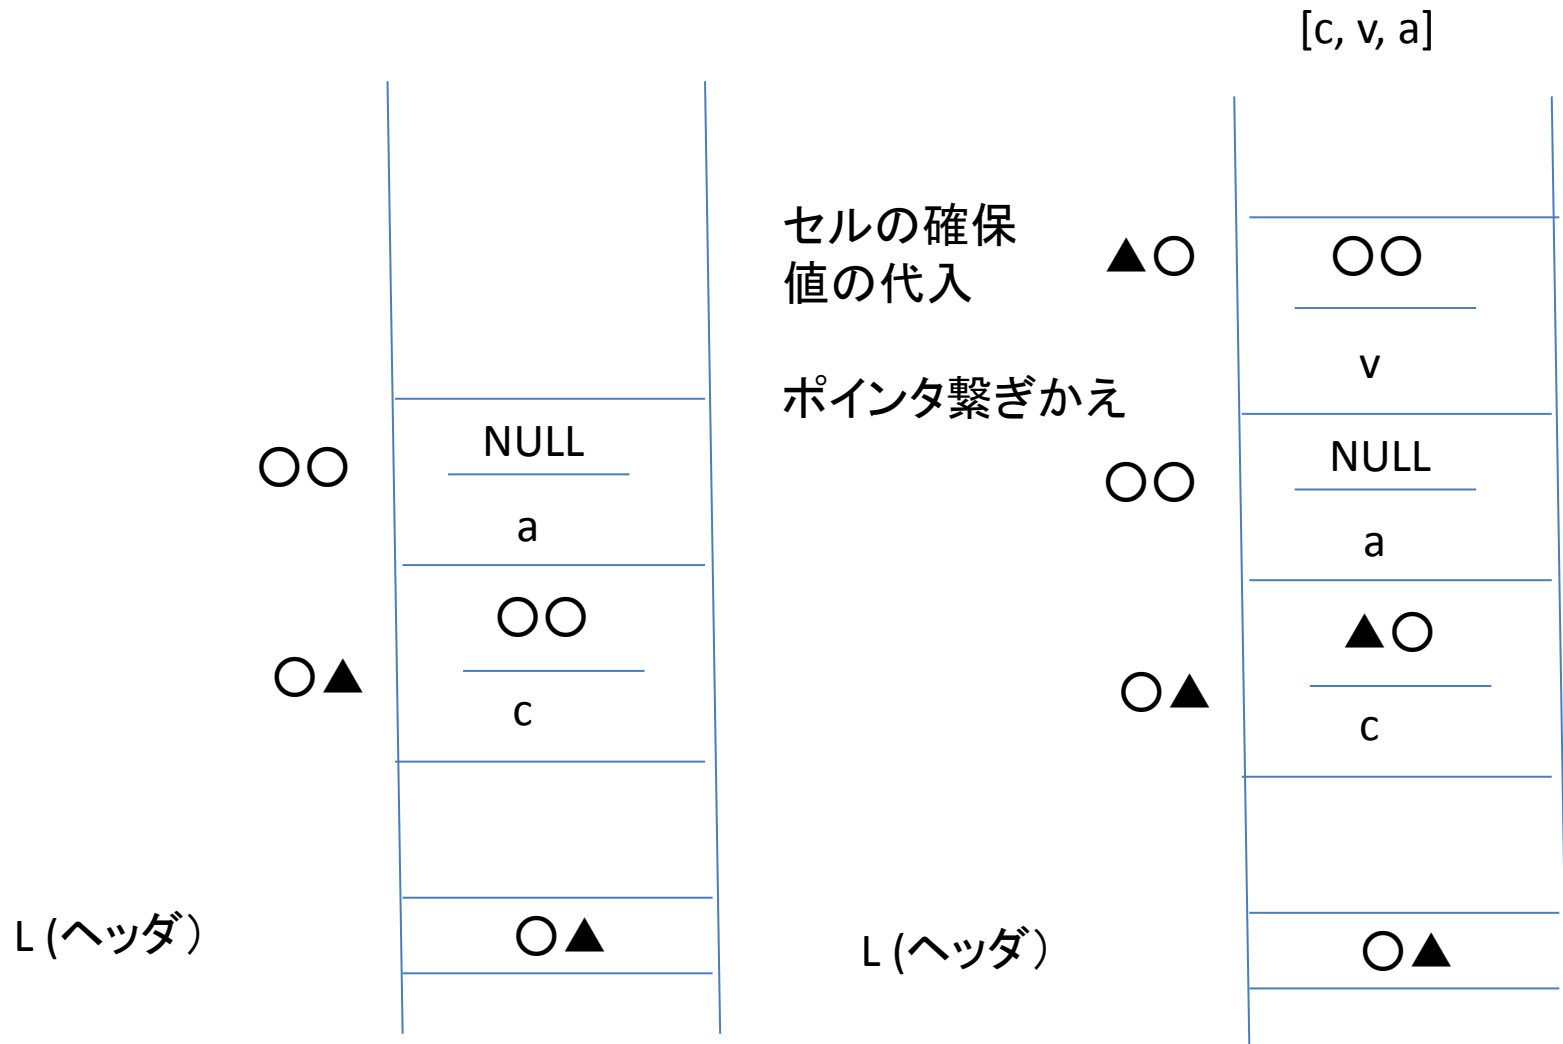 ○○
NULL
a
○▲
○○
c
L (ヘッダ）
○▲
[c, v, a]
セルの確保
値の代入
ポインタ繋ぎかえ
▲○
○○
v
○○
NULL
a
○▲
▲○
c
L (ヘッダ）
○▲